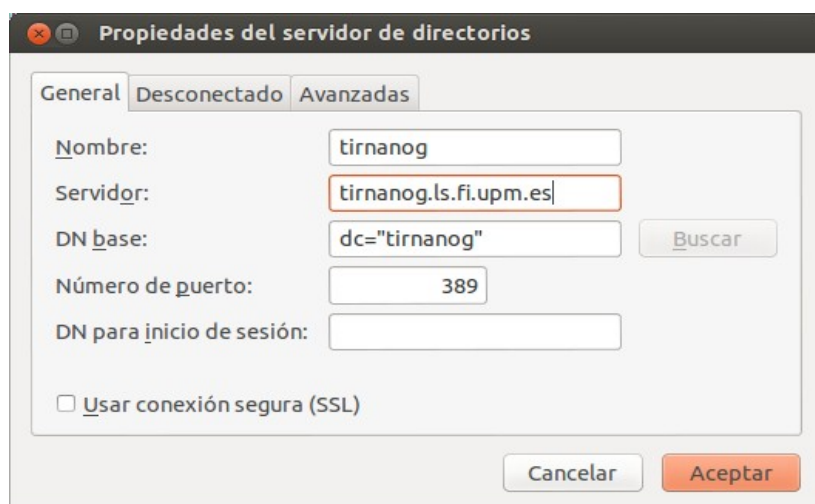 Propiedades del servidor de directorios
General Desconectado Avanzadas
Nombre: tirnanog
Servidor: tirnanog.ls.fi.upm.es
DN base: dc="tirnanog" Buscar
Número de puerto: 389
DN para inicio de sesión:
Usar conexión segura (SSL)
Cancelar Aceptar